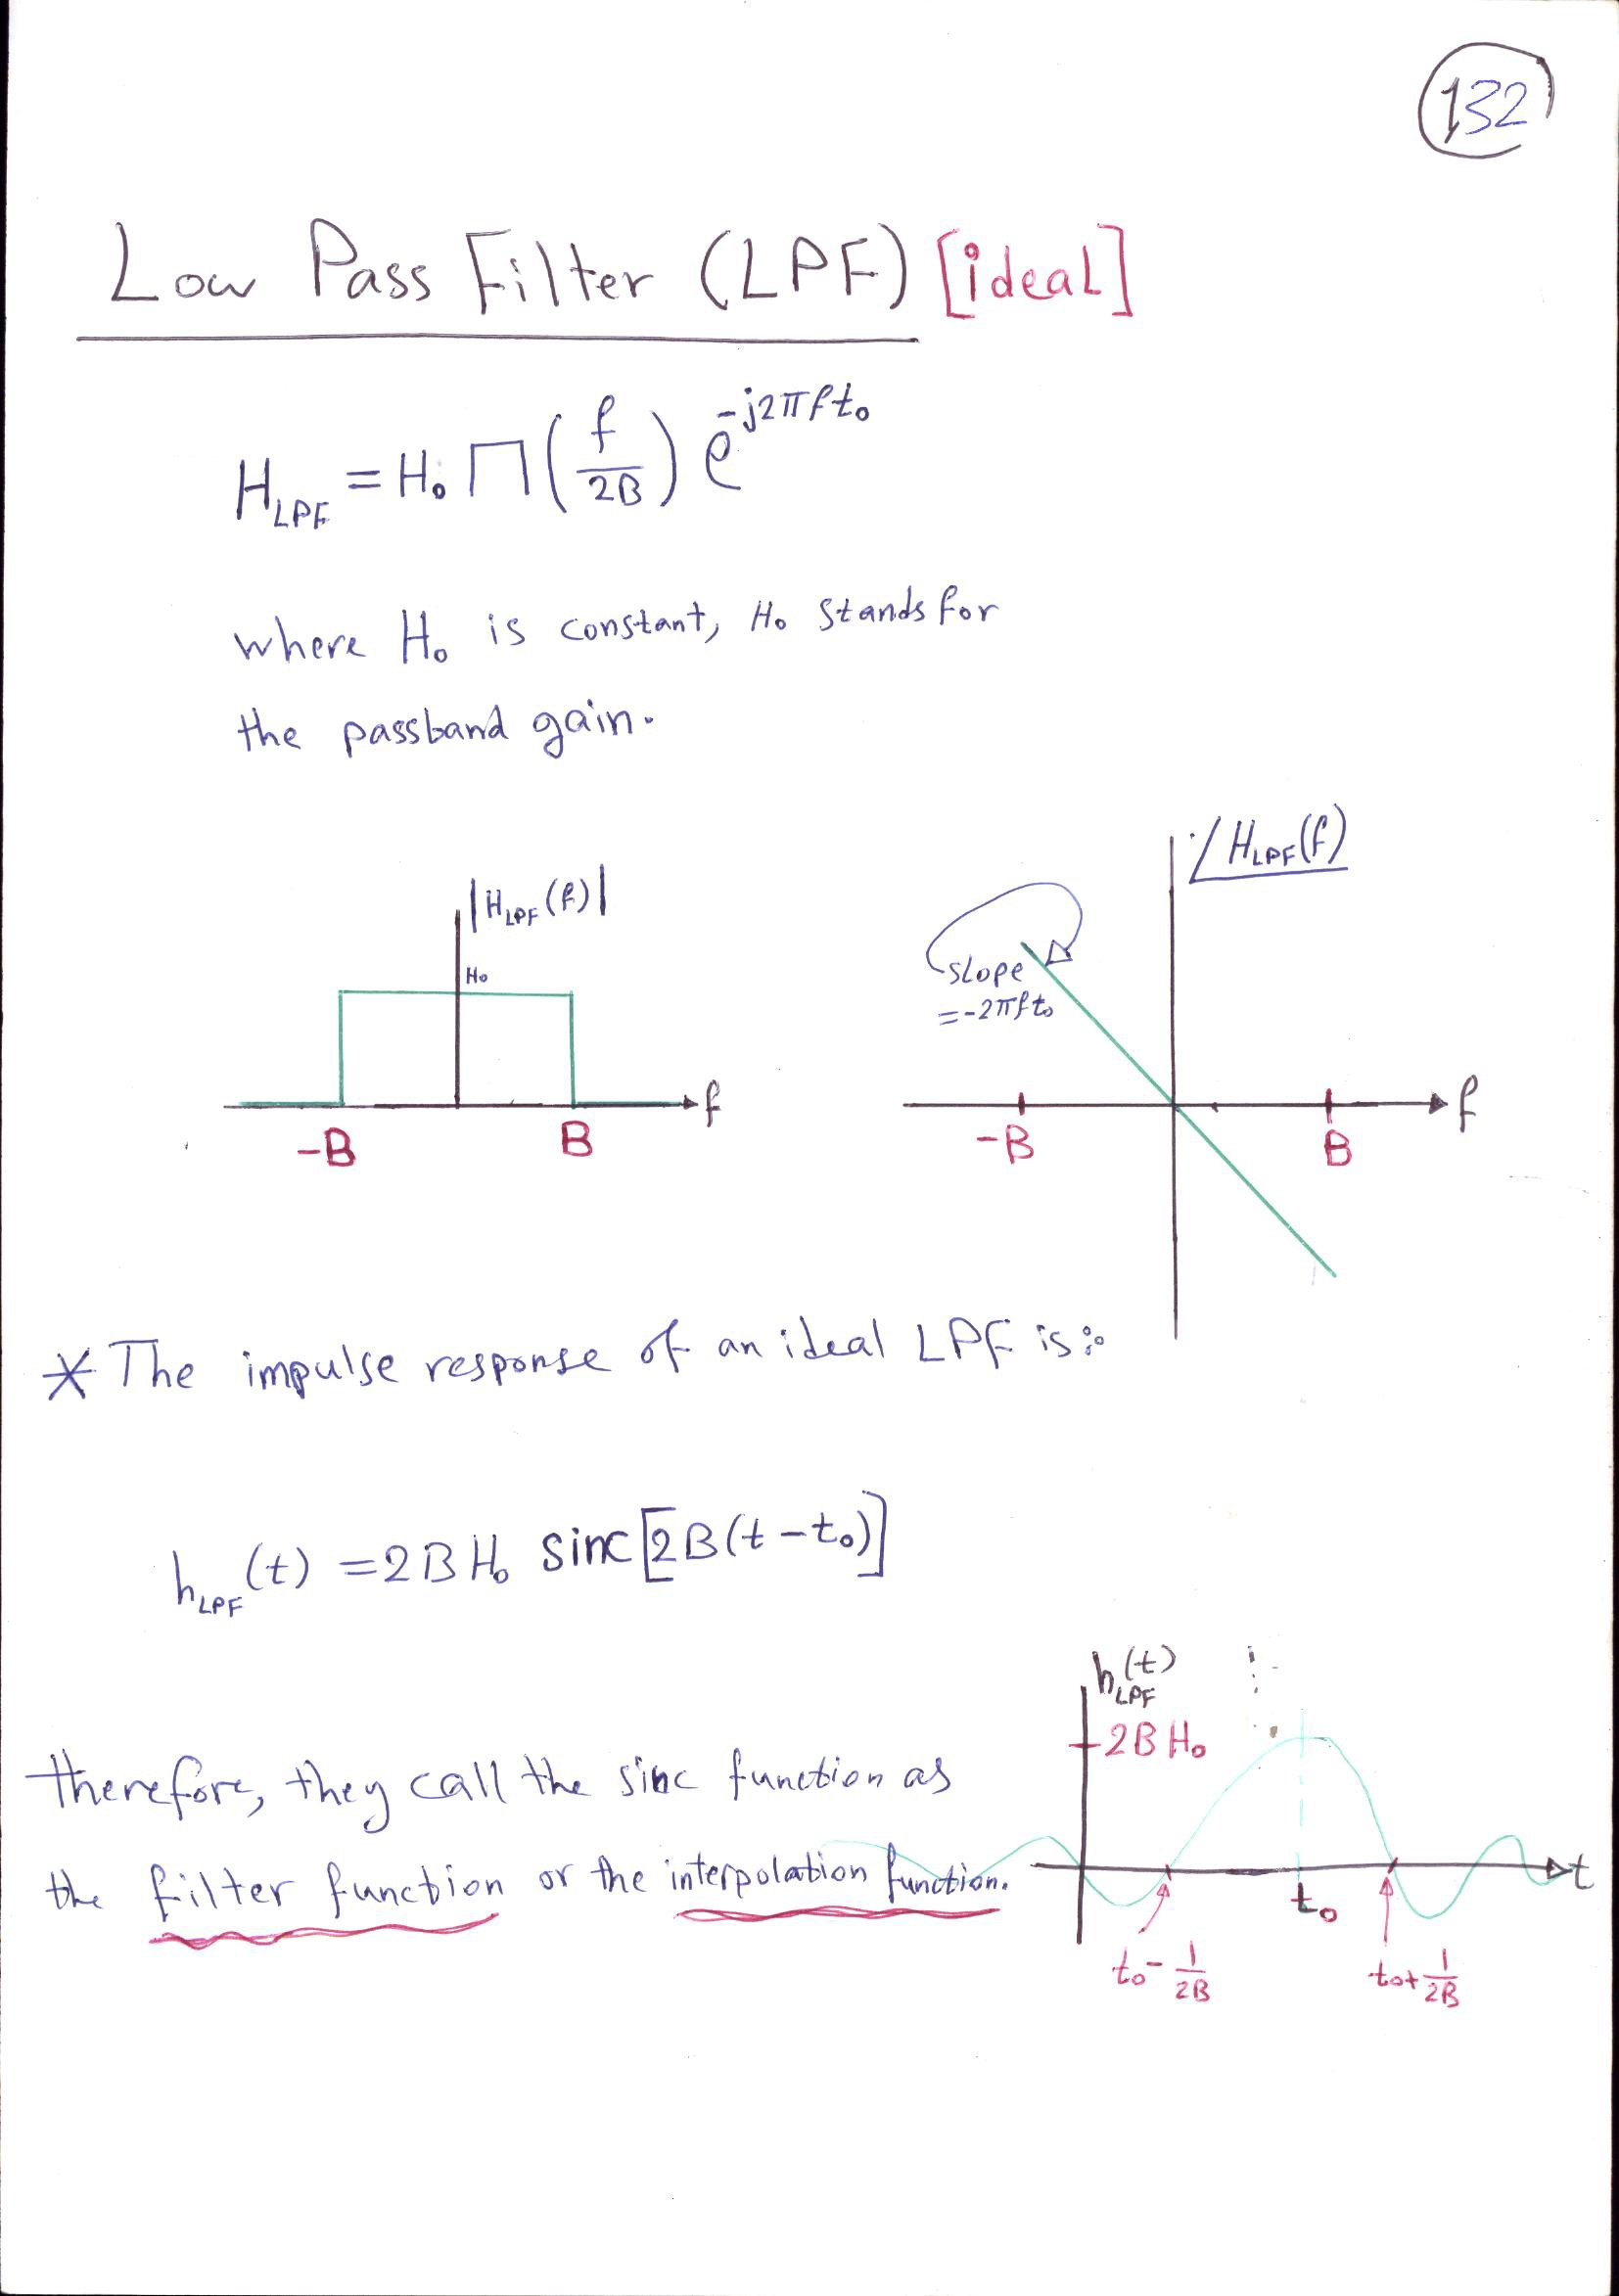 132
Low Pass Filter (LPF) [ideal]
H_LPF = H₀ Π(f/2B) e^(-j2πft₀)
where H₀ is constant, H₀ stands for
the passband gain.
|H_LPF(f)|
H₀
-B B f
∠H_LPF(f)
slope
= -2πft₀
-B B f
* The impulse response of an ideal LPF is:
h_LPF(t) = 2BH₀ sinc[2B(t-t₀)]
h_LPF(t)
2BH₀
therefore, they call the sinc function as
the filter function or the interpolation function.
t
t₀
t₀-1/2B t₀+1/2B